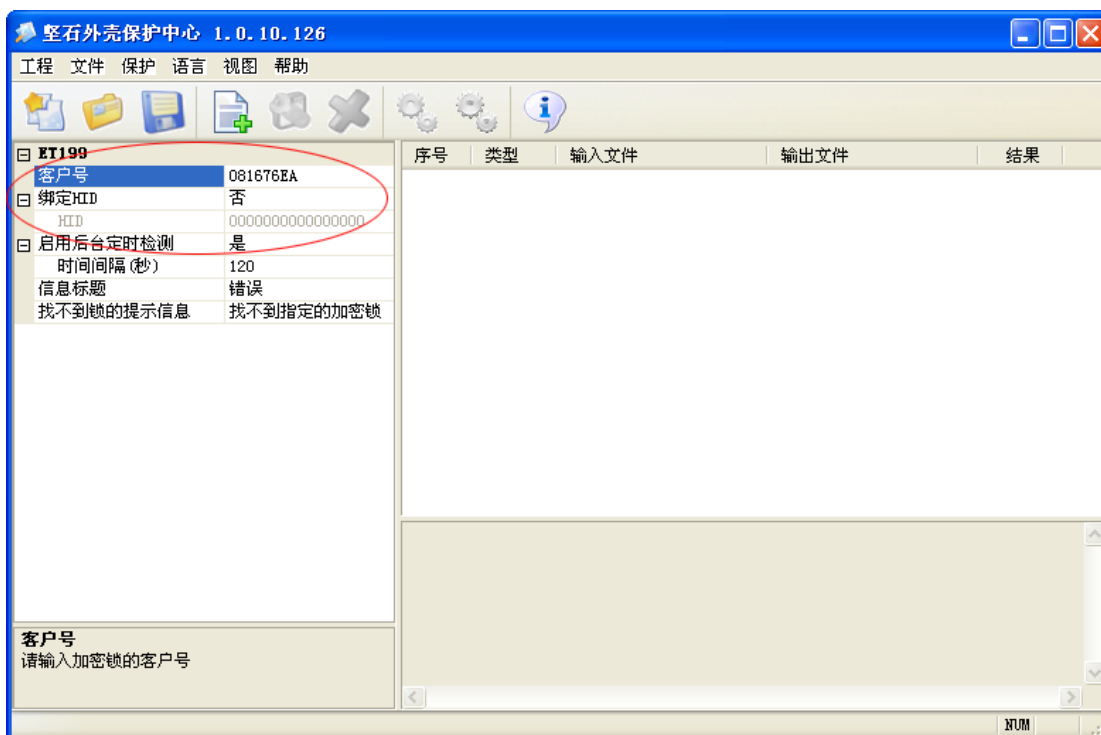 坚石外壳保护中心 1.0.10.126
工程 文件 保护 语言 视图 帮助
ET199
客户号 081676EA
绑定HID 否
HID 0000000000000000
启用后台定时检测 是
时间间隔(秒) 120
信息标题 错误
找不到锁的提示信息 找不到指定的加密锁
序号 类型 输入文件 输出文件 结果
客户号
请输入加密锁的客户号
NUM